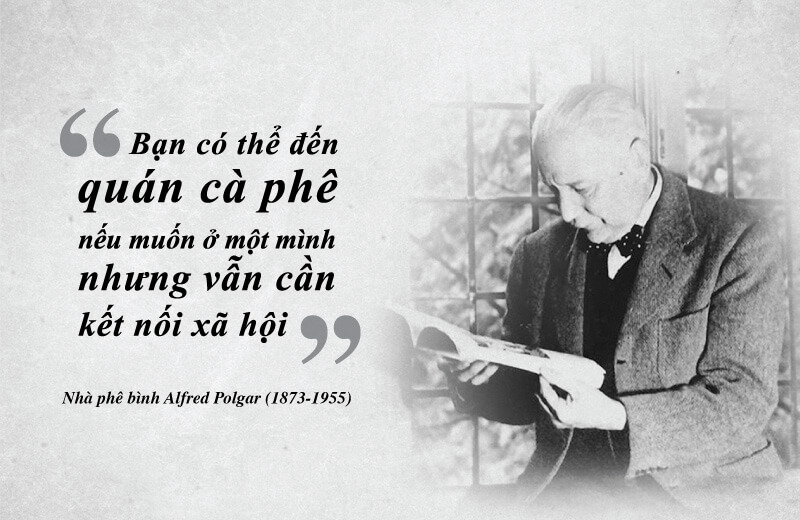 “ Bạn có thể đến
quán cà phê
nếu muốn ở một mình
nhưng vẫn cần
kết nối xã hội ”
Nhà phê bình Alfred Polgar (1873-1955)